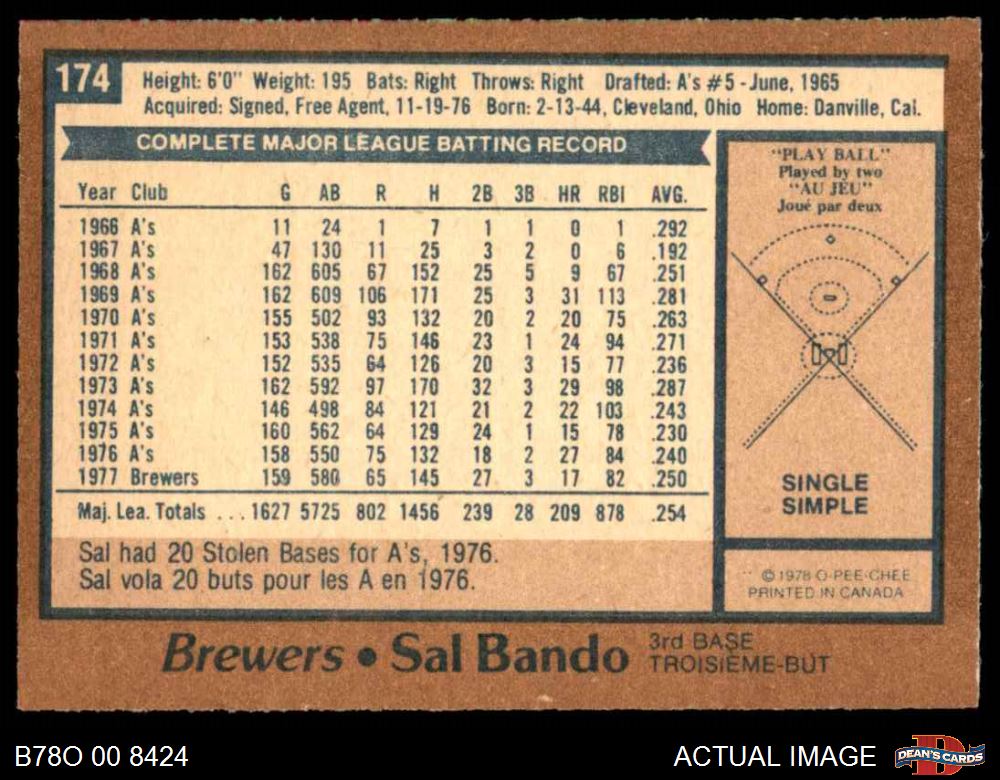 174
Height: 6'0" Weight: 195 Bats: Right Throws: Right Drafted: A's #5 - June, 1965
Acquired: Signed, Free Agent, 11-19-76 Born: 2-13-44, Cleveland, Ohio Home: Danville, Cal.
COMPLETE MAJOR LEAGUE BATTING RECORD
Year Club G AB R H 2B 3B HR RBI AVG.
1966 A's 11 24 1 7 1 1 0 1 .292
1967 A's 47 130 11 25 3 2 0 6 .192
1968 A's 162 605 67 152 25 5 9 67 .251
1969 A's 162 609 106 171 25 3 31 113 .281
1970 A's 155 502 93 132 20 2 20 75 .263
1971 A's 153 538 75 146 23 1 24 94 .271
1972 A's 152 535 64 126 20 3 15 77 .236
1973 A's 162 592 97 170 32 3 29 98 .287
1974 A's 146 498 84 121 21 2 22 103 .243
1975 A's 160 562 64 129 24 1 15 78 .230
1976 A's 158 550 75 132 18 2 27 84 .240
1977 Brewers 159 580 65 145 27 3 17 82 .250
Maj. Lea. Totals ... 1627 5725 802 1456 239 28 209 878 .254
Sal had 20 Stolen Bases for A's, 1976.
Sal vola 20 buts pour les A en 1976.
"PLAY BALL"
Played by two
"AU JEU"
Joué par deux
SINGLE
SIMPLE
© 1978 O-PEE-CHEE
PRINTED IN CANADA
Brewers • Sal Bando
3rd BASE
TROISIÈME-BUT
B78O 00 8424
ACTUAL IMAGE
D
DEAN'S CARDS